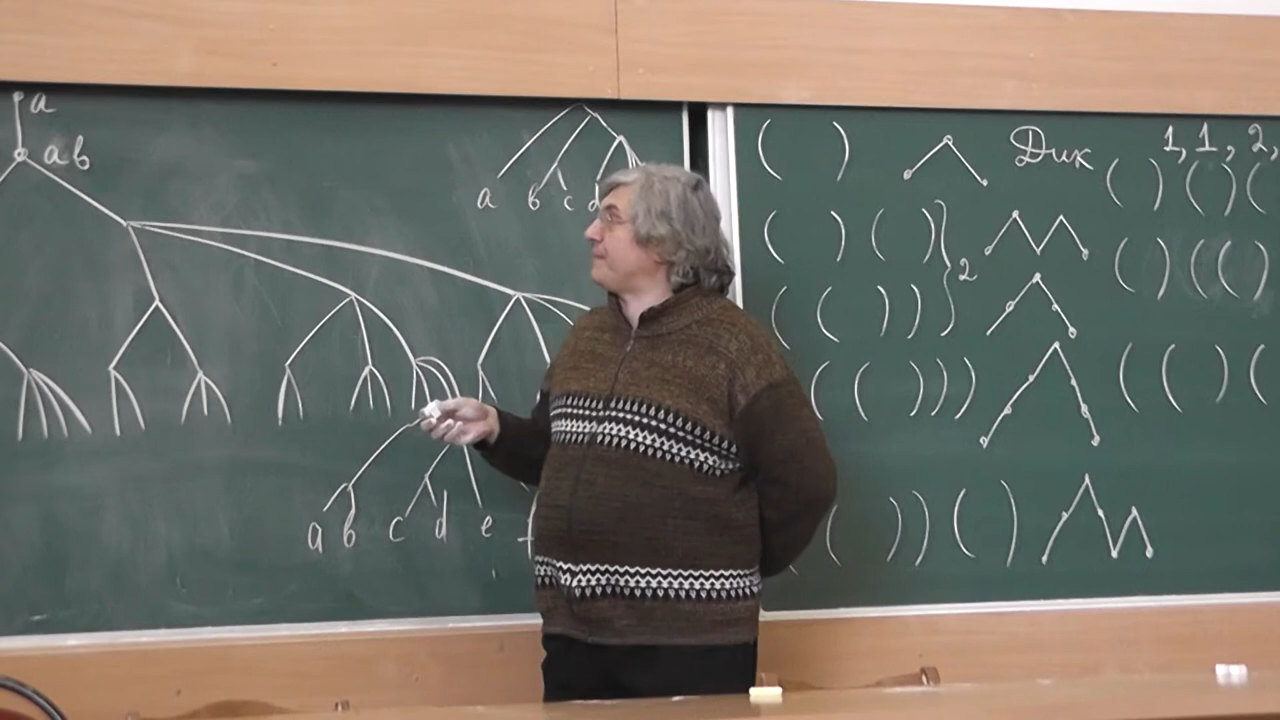 a
ab
a b c d
a b c d e f
( ) Дик 1, 1, 2,
( ) ( ) (
( ) ( ) } 2
( ) ( ( )
( ( ) )
( ( ) ) )
( ( ) (
( ) ) ( )